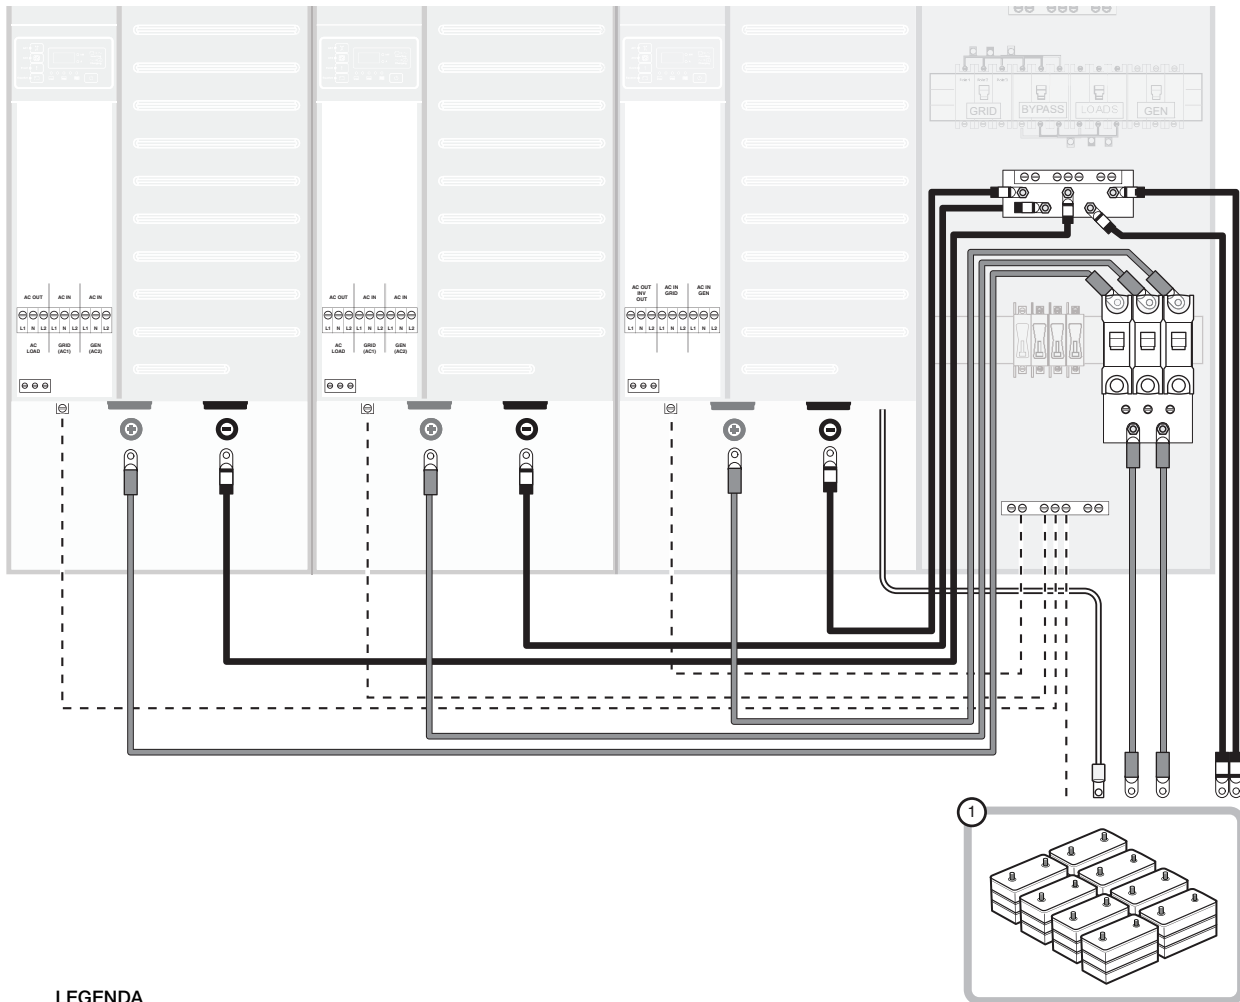 GRID
BYPASS
LOADS
GEN
AC OUT AC IN AC IN
L1 N L2 L1 N L2 L1 N L2
AC LOAD GRID (AC1) GEN (AC2)
AC OUT AC IN AC IN
L1 N L2 L1 N L2 L1 N L2
AC LOAD GRID (AC1) GEN (AC2)
AC OUT INV OUT AC IN GRID AC IN GEN
L1 N L2 L1 N L2 L1 N L2
1
LEGENDA